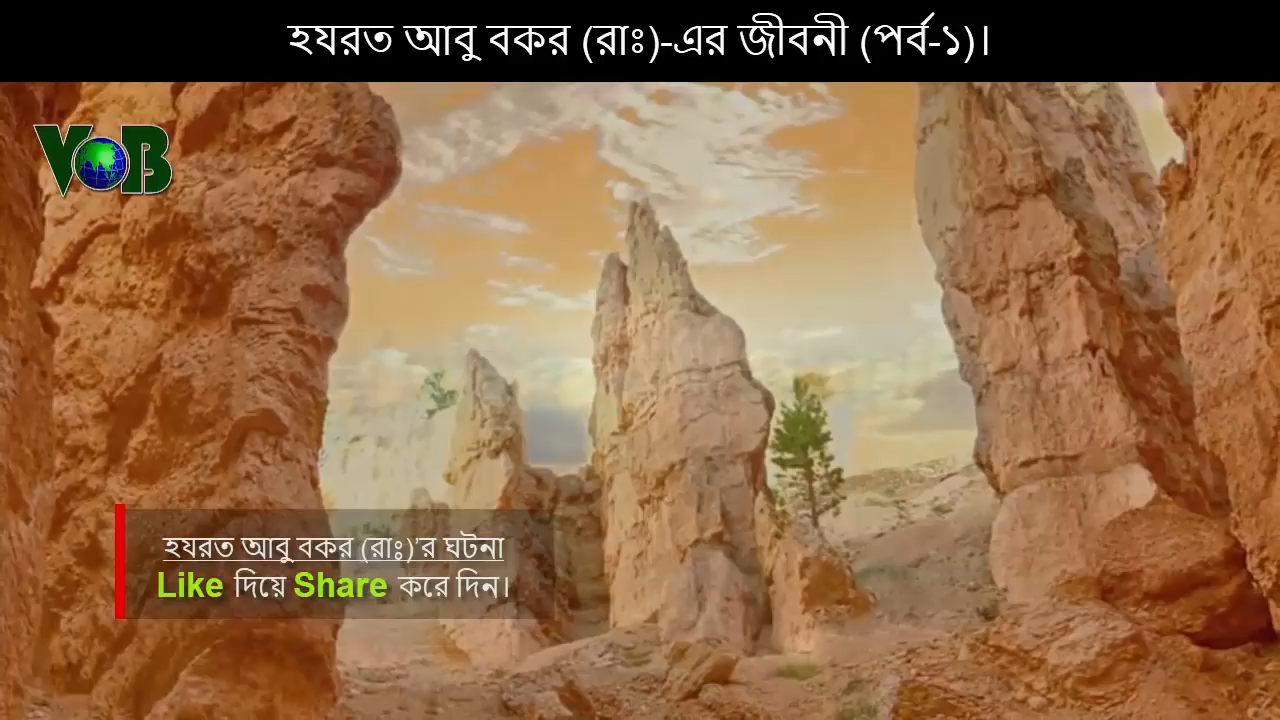 হযরত আবু বকর (রাঃ)-এর জীবনী (পর্ব-১)।
VOB
হযরত আবু বকর (রাঃ)'র ঘটনা
Like দিয়ে Share করে দিন।